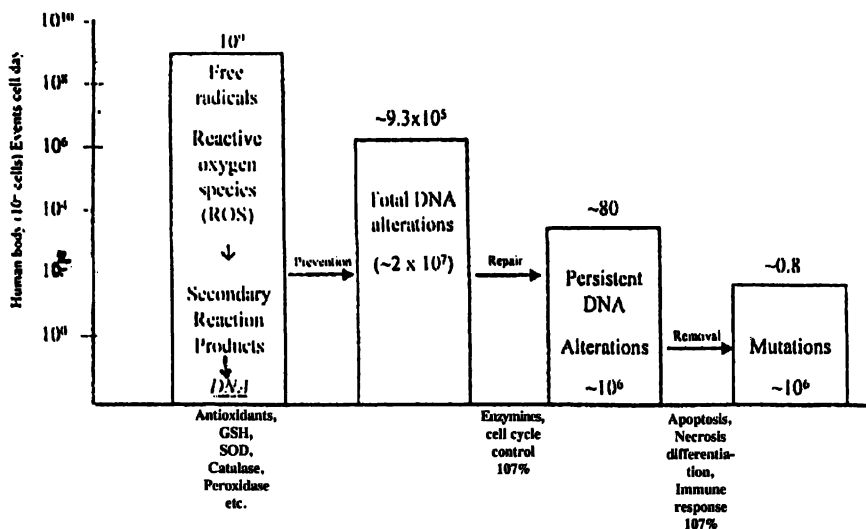 Human body (10 cells) Events cell day
10¹⁰
10⁸
10⁶
10⁴
10⁰
Free
radicals
Reactive
oxygen
species
(ROS)
↓
Secondary
Reaction
Products
↓
DNA
Antioxidants,
GSH,
SOD,
Catalase,
Peroxidase
etc.
Prevention
~9.3x10⁵
Total DNA
alterations
(~2 x 10⁷)
Repair
Enzymines,
cell cycle
control
107%
~80
Persistent
DNA
Alterations
~10⁶
Removal
Apoptosis,
Necrosis
differentia-
tion,
Immune
response
107%
~0.8
Mutations
~10⁶